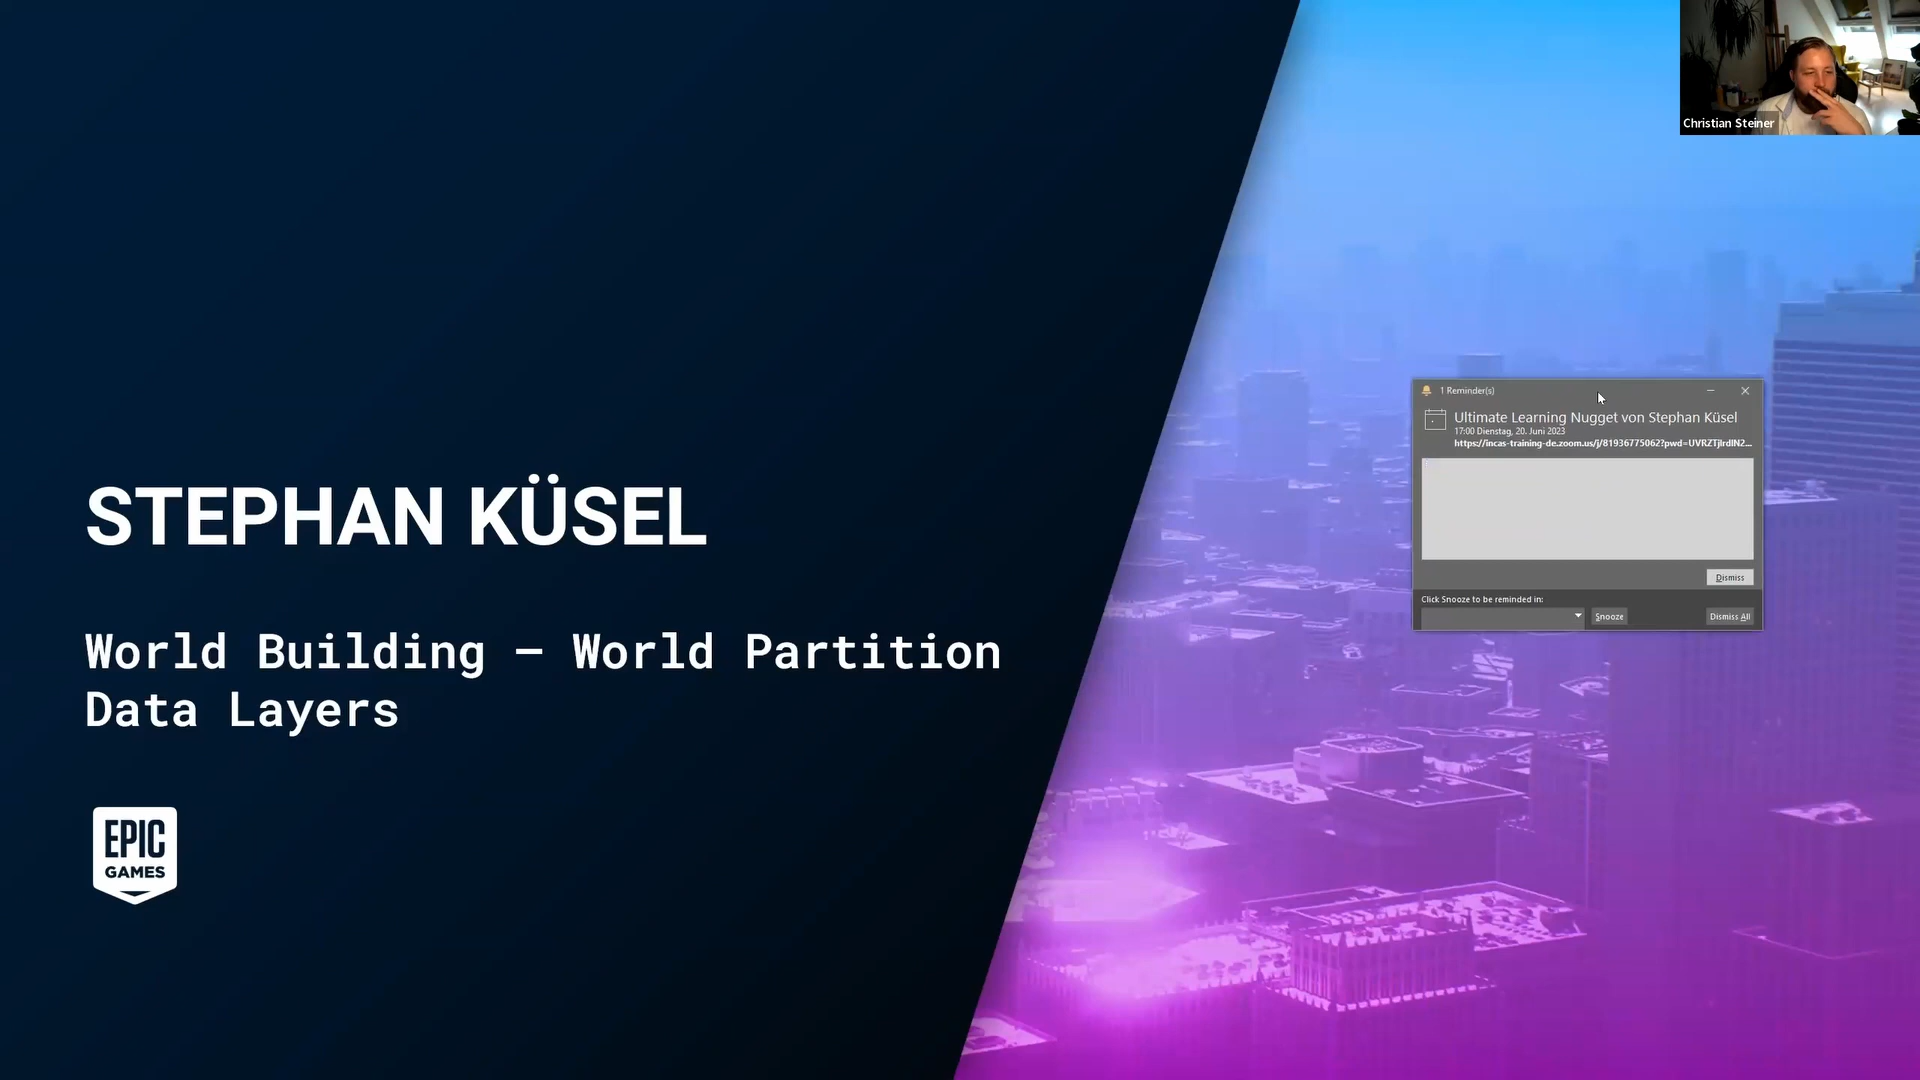 Christian Steiner
1 Reminder(s)
Ultimate Learning Nugget von Stephan Küsel
17:00 Dienstag, 20. Juni 2023
https://incas-training-de.zoom.us/j/81936775062?pwd=UVRZTjlrdlN2...
Dismiss
Click Snooze to be reminded in:
Snooze
Dismiss All
STEPHAN KÜSEL
World Building – World Partition
Data Layers
EPIC
GAMES